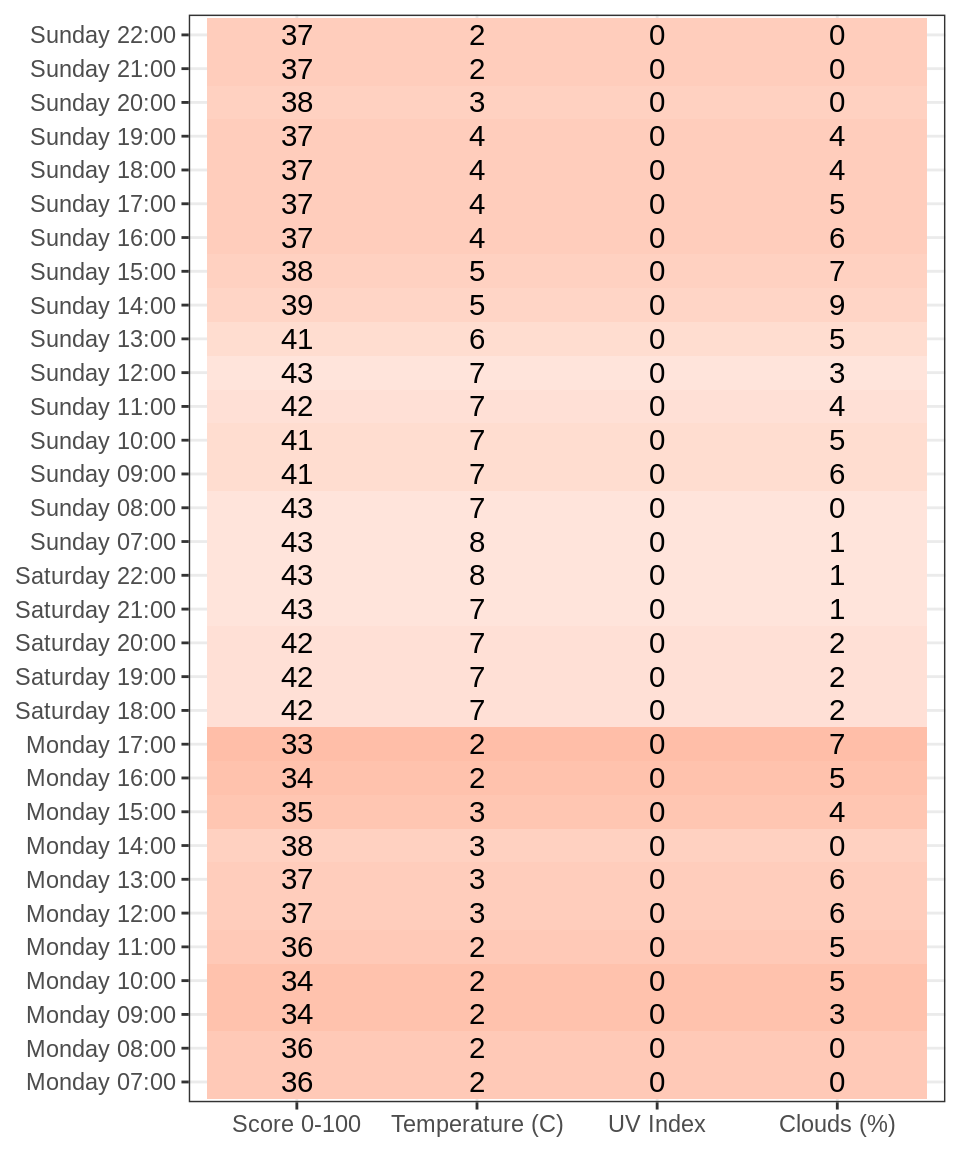 Sunday 22:00 37 2 0 0
Sunday 21:00 37 2 0 0
Sunday 20:00 38 3 0 0
Sunday 19:00 37 4 0 4
Sunday 18:00 37 4 0 4
Sunday 17:00 37 4 0 5
Sunday 16:00 37 4 0 6
Sunday 15:00 38 5 0 7
Sunday 14:00 39 5 0 9
Sunday 13:00 41 6 0 5
Sunday 12:00 43 7 0 3
Sunday 11:00 42 7 0 4
Sunday 10:00 41 7 0 5
Sunday 09:00 41 7 0 6
Sunday 08:00 43 7 0 0
Sunday 07:00 43 8 0 1
Saturday 22:00 43 8 0 1
Saturday 21:00 43 7 0 1
Saturday 20:00 42 7 0 2
Saturday 19:00 42 7 0 2
Saturday 18:00 42 7 0 2
Monday 17:00 33 2 0 7
Monday 16:00 34 2 0 5
Monday 15:00 35 3 0 4
Monday 14:00 38 3 0 0
Monday 13:00 37 3 0 6
Monday 12:00 37 3 0 6
Monday 11:00 36 2 0 5
Monday 10:00 34 2 0 5
Monday 09:00 34 2 0 3
Monday 08:00 36 2 0 0
Monday 07:00 36 2 0 0
Score 0-100 Temperature (C) UV Index Clouds (%)